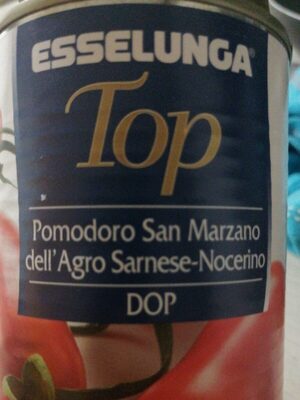 ESSELUNGA®
Top
Pomodoro San Marzano
dell'Agro Sarnese-Nocerino
DOP